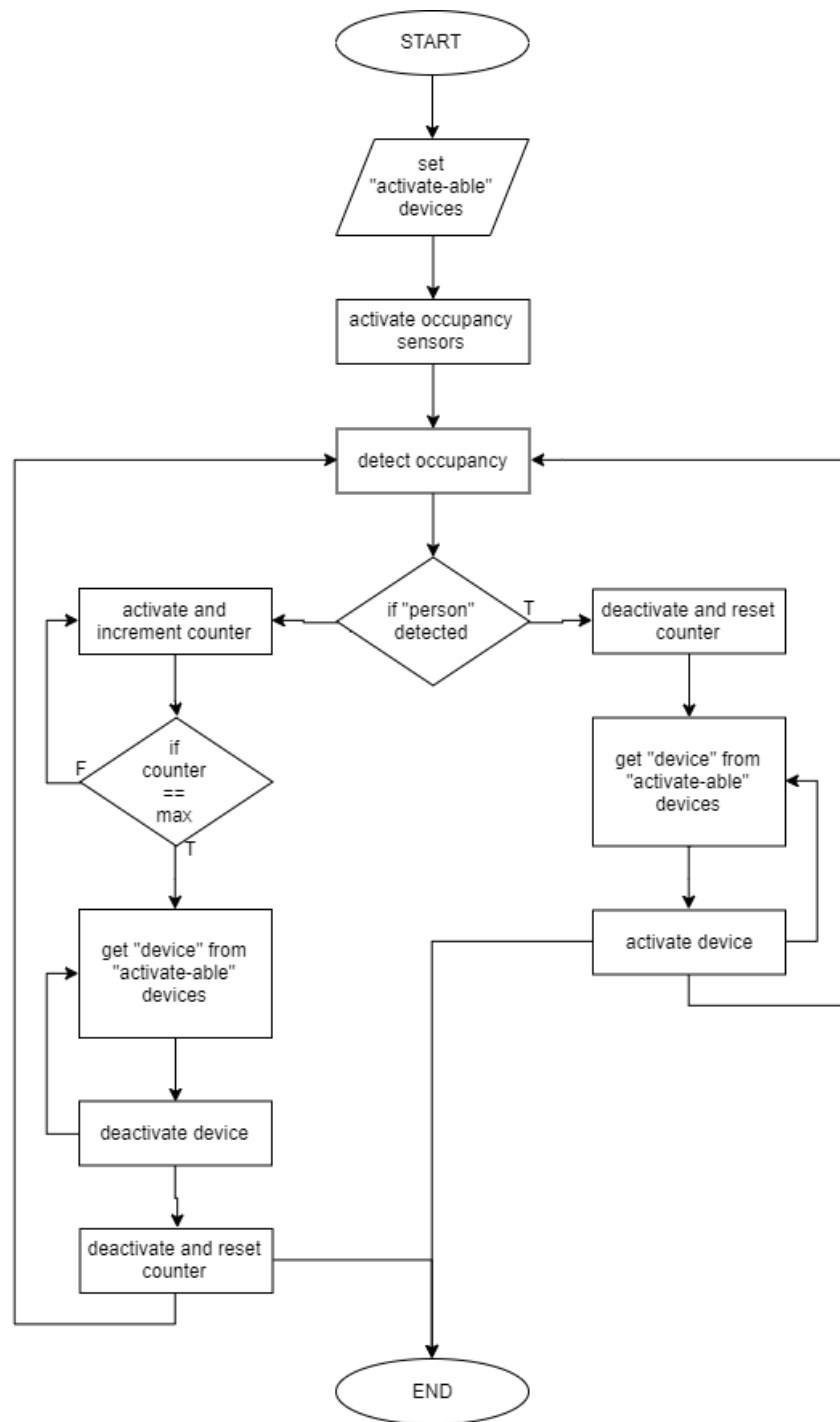 START
set
"activate-able"
devices
activate occupancy
sensors
detect occupancy
if "person"
detected
T
activate and
increment counter
deactivate and reset
counter
if
counter
==
max
F
T
get "device" from
"activate-able"
devices
get "device" from
"activate-able"
devices
activate device
deactivate device
deactivate and reset
counter
END